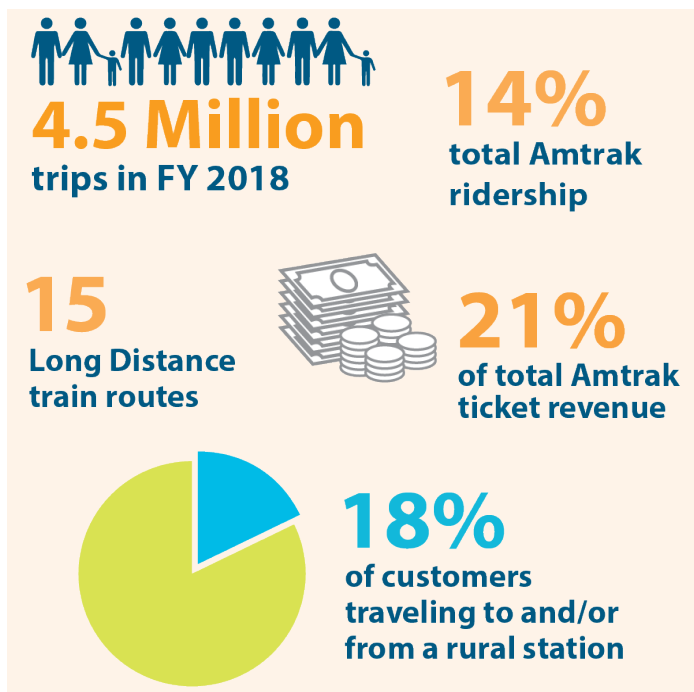 4.5 Million
trips in FY 2018
14%
total Amtrak
ridership
15
Long Distance
train routes
21%
of total Amtrak
ticket revenue
18%
of customers
traveling to and/or
from a rural station